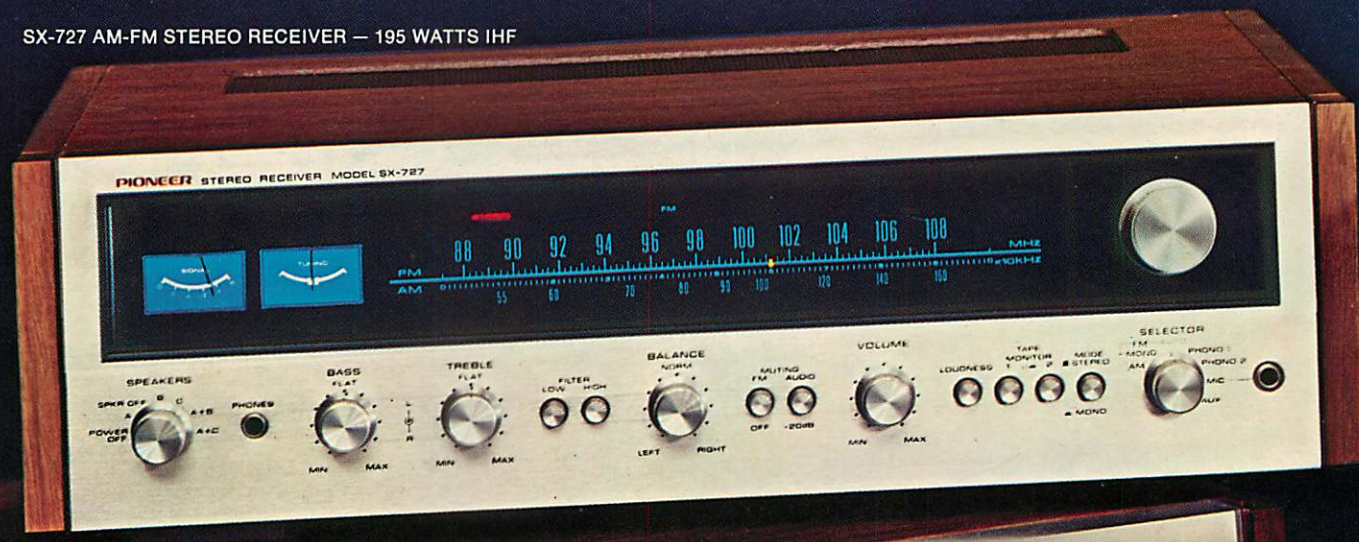 SX-727 AM-FM STEREO RECEIVER — 195 WATTS IHF
PIONEER STEREO RECEIVER MODEL SX-727
FM
SIGNAL
TUNING
88 90 92 94 96 98 100 102 104 106 108
FM MHz
AM x10KHz
55 60 70 80 90 100 120 140 160
SPEAKERS
SPKR OFF
A
B
C
A+B
A+C
POWER OFF
PHONES
BASS
FLAT
MIN MAX
L
R
TREBLE
FLAT
MIN MAX
FILTER
LOW HIGH
BALANCE
NORM
LEFT RIGHT
MUTING
FM AUDIO
OFF -20dB
VOLUME
MIN MAX
LOUDNESS
TAPE
MONITOR
1 2
MODE
STEREO
MONO
SELECTOR
FM
MONO
AM
PHONO 1
PHONO 2
MIC
AUX